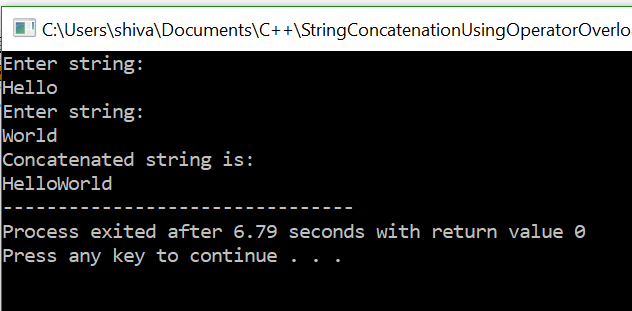 C:\Users\shiva\Documents\C++\StringConcatenationUsingOperatorOverlo
Enter string:
Hello
Enter string:
World
Concatenated string is:
HelloWorld
--------------------------------
Process exited after 6.79 seconds with return value 0
Press any key to continue . . .